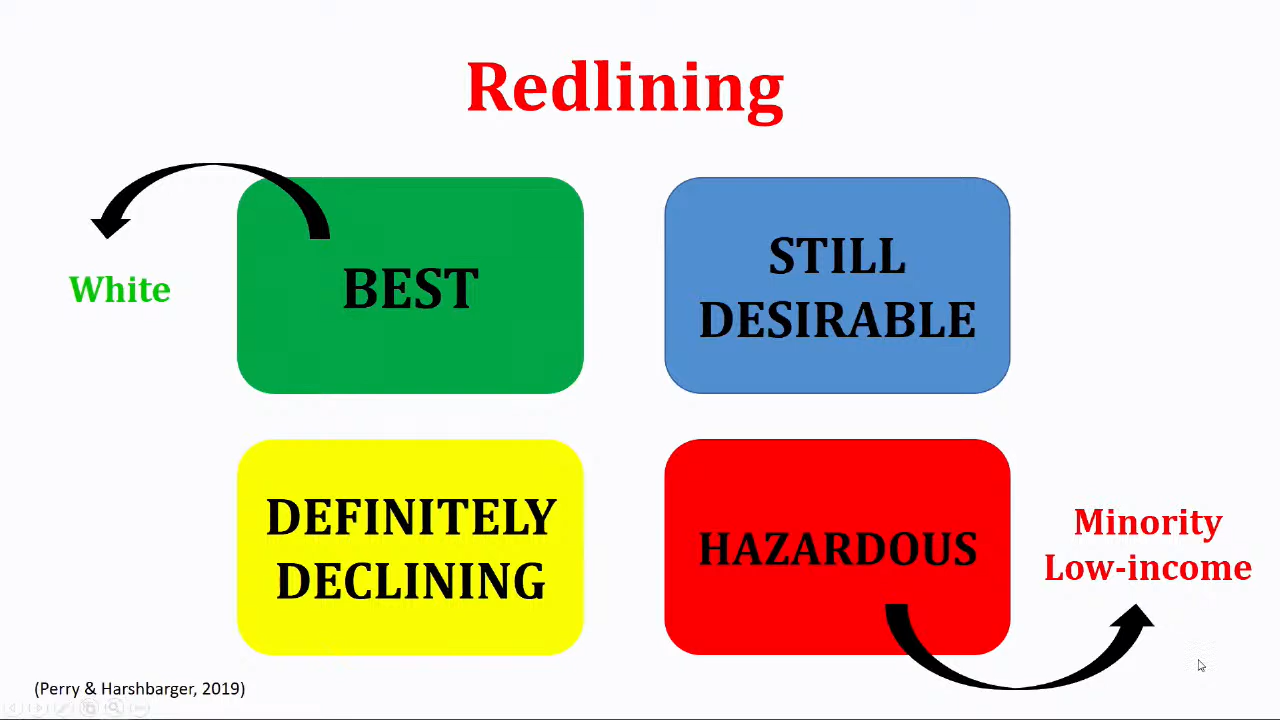 Redlining
White
BEST
STILL
DESIRABLE
DEFINITELY
DECLINING
HAZARDOUS
Minority
Low-income
(Perry & Harshbarger, 2019)